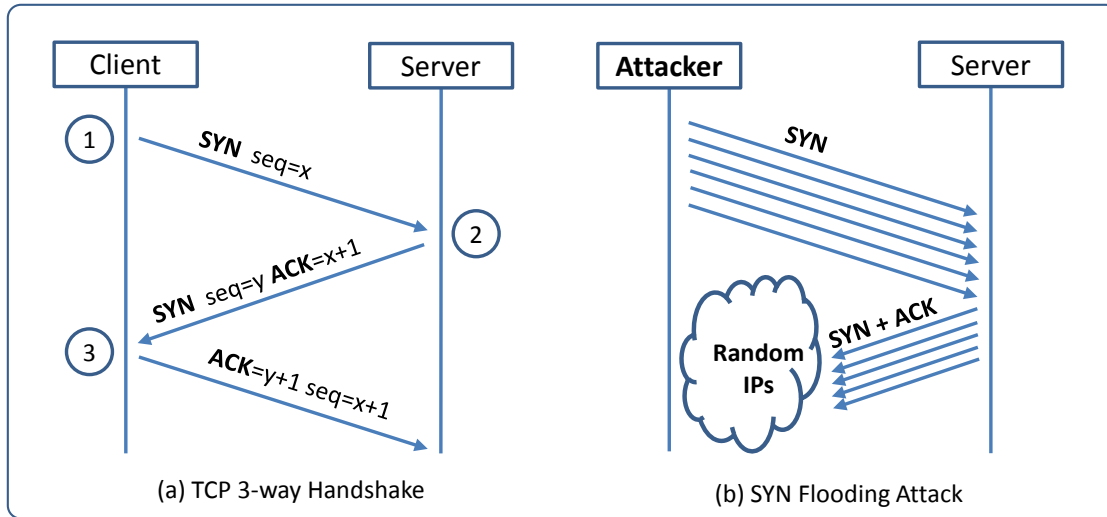 Client
Server
1
SYN seq=x
2
SYN seq=y ACK=x+1
3
ACK=y+1 seq=x+1
(a) TCP 3-way Handshake
Attacker
Server
SYN
SYN + ACK
Random
IPs
(b) SYN Flooding Attack